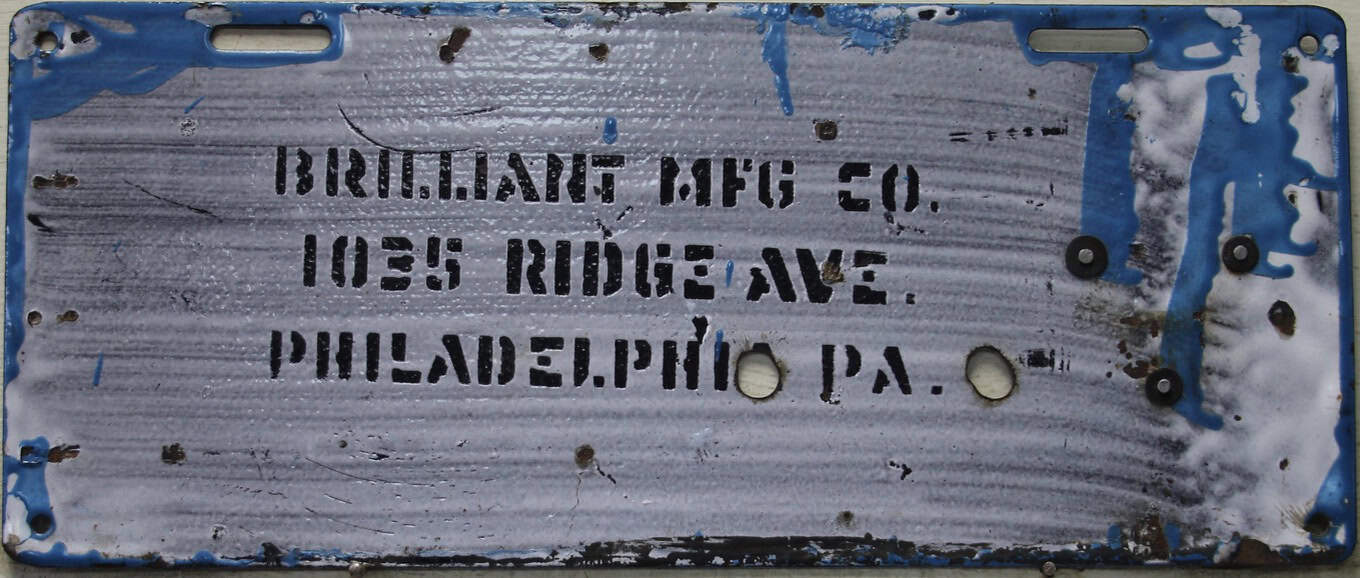 BRILLIANT MFG CO.
1035 RIDGE AVE.
PHILADELPHIA PA.